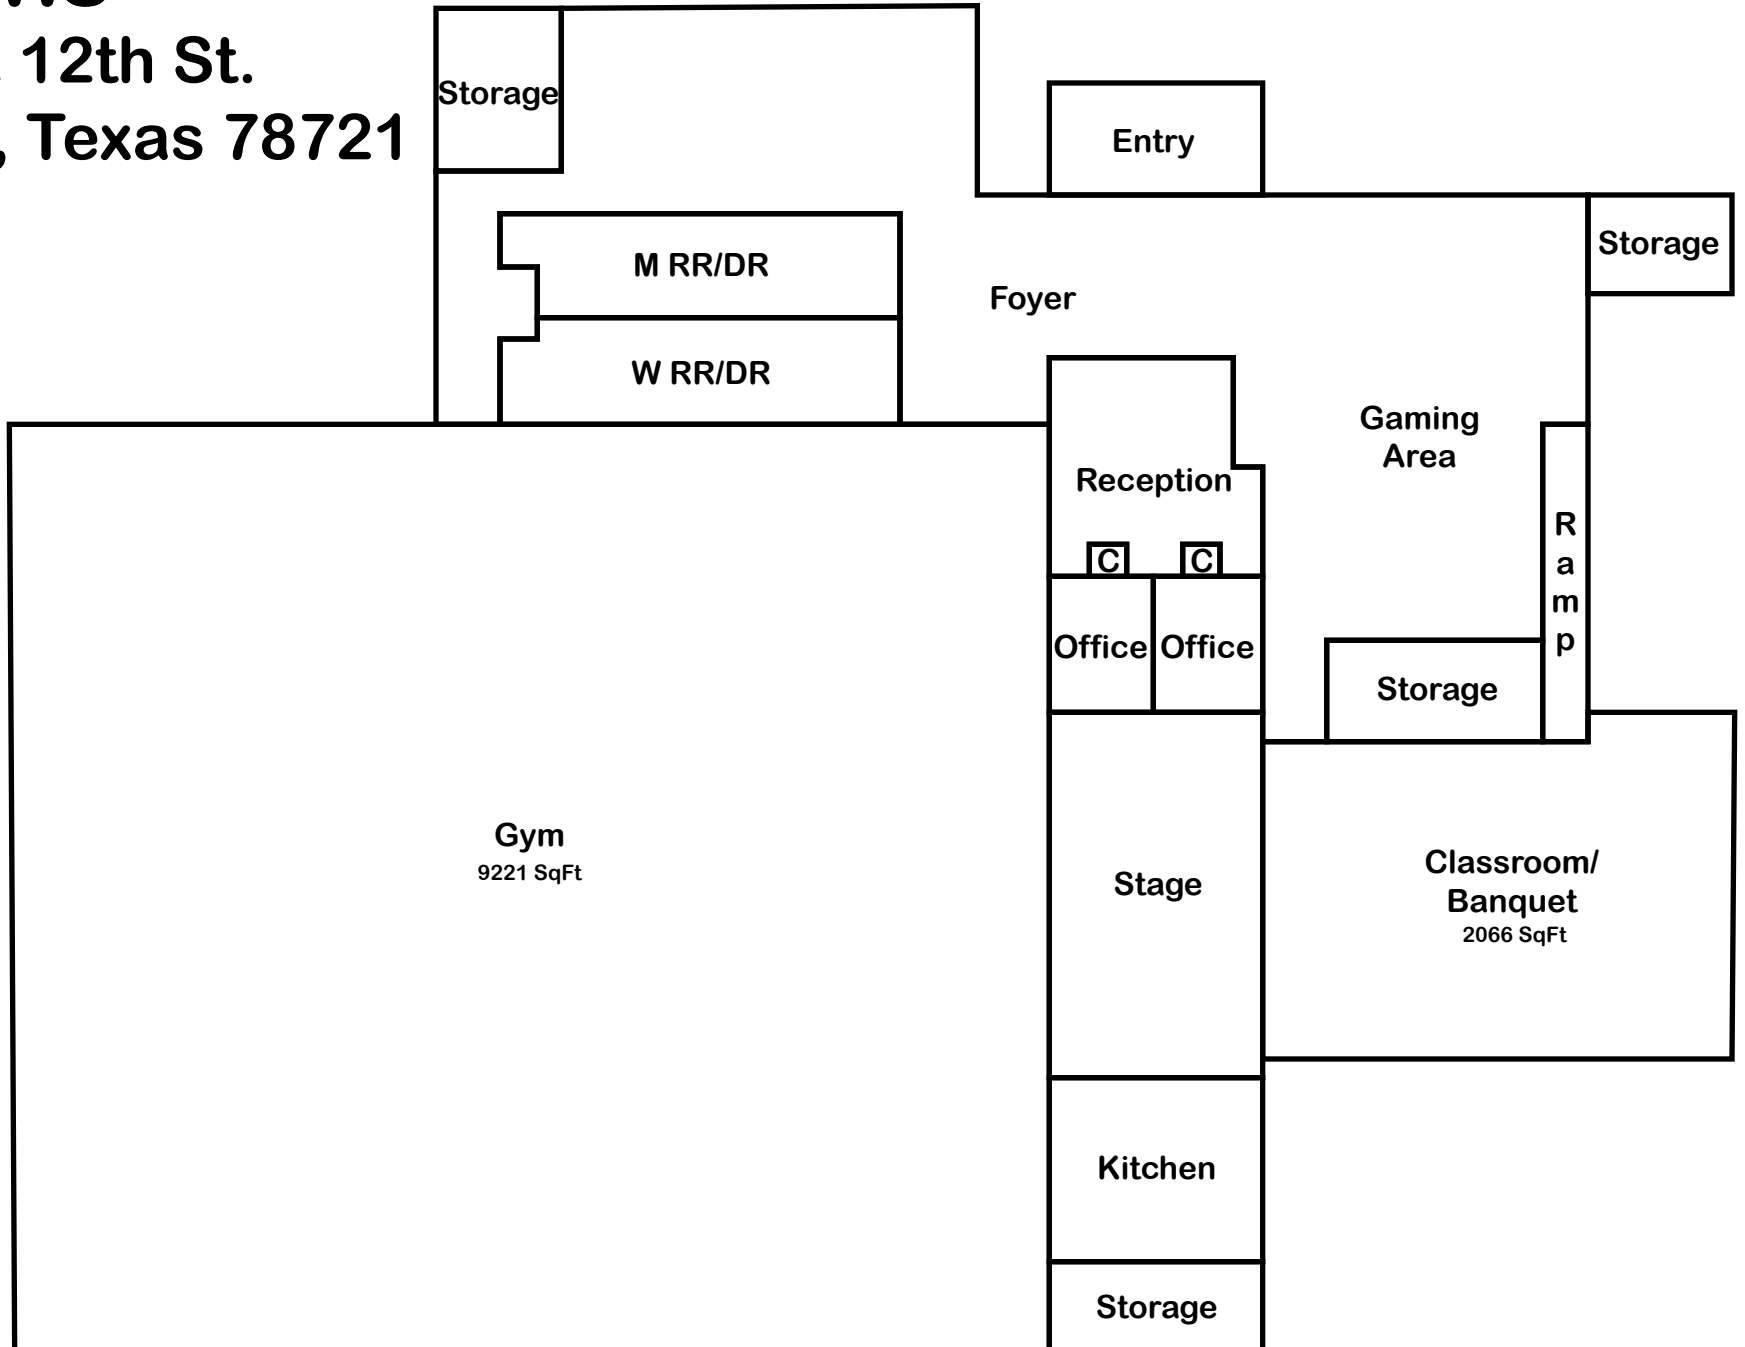 12th St.
, Texas 78721
Storage
Entry
Storage
M RR/DR
Foyer
W RR/DR
Gaming
Area
Reception
R
a
m
p
C
C
Office
Office
Storage
Gym
9221 SqFt
Stage
Classroom/
Banquet
2066 SqFt
Kitchen
Storage